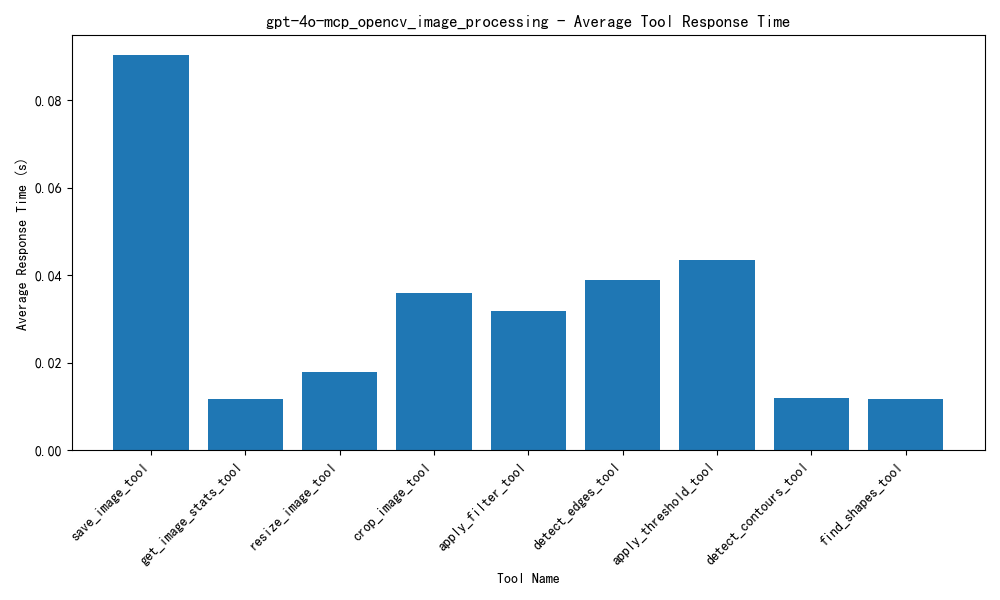 gpt-4o-mcp_opencv_image_processing - Average Tool Response Time
Average Response Time (s)
0.08
0.06
0.04
0.02
0.00
save_image_tool
get_image_stats_tool
resize_image_tool
crop_image_tool
apply_filter_tool
detect_edges_tool
apply_threshold_tool
detect_contours_tool
find_shapes_tool
Tool Name